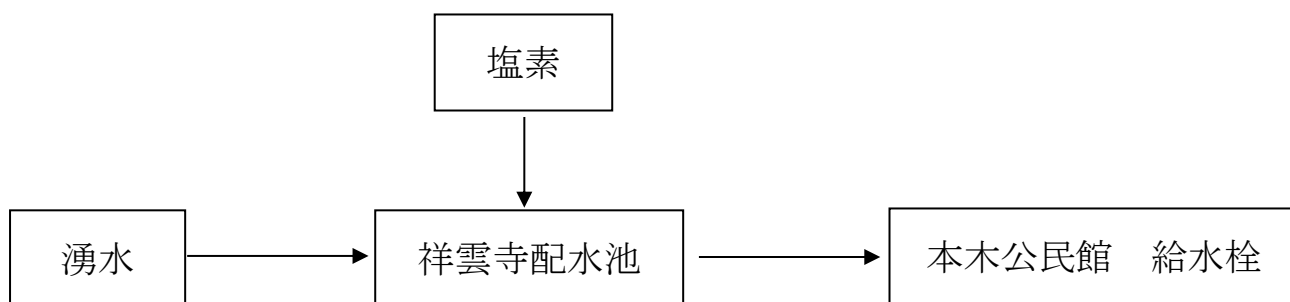 塩素
湧水
祥雲寺配水池
本木公民館　給水栓